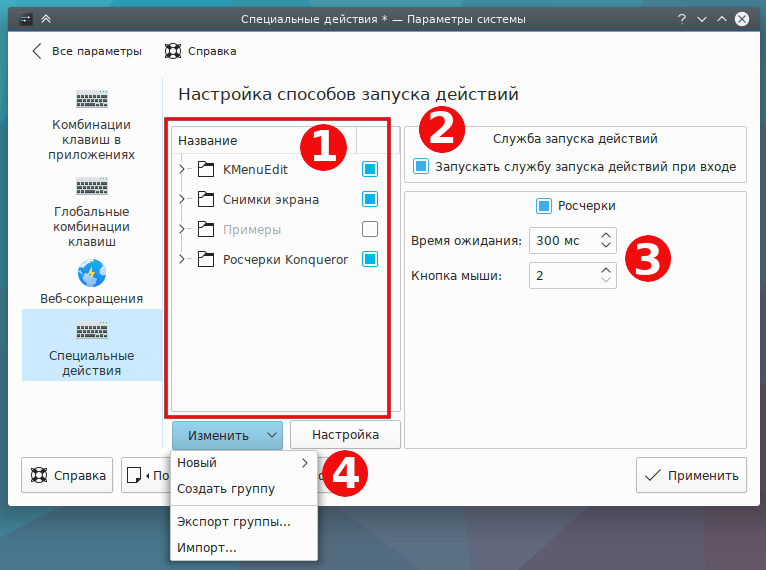 Специальные действия * — Параметры системы
?
Все параметры
Справка
Комбинации
клавиш в
приложениях
Глобальные
комбинации
клавиш
Веб-сокращения
Специальные
действия
Настройка способов запуска действий
1
Название
KMenuEdit
Снимки экрана
Примеры
Росчерки Konqueror
2
Служба запуска действий
Запускать службу запуска действий при входе
Росчерки
Время ожидания: 300 мс
Кнопка мыши: 2
3
Изменить
Настройка
Новый
Создать группу
Экспорт группы...
Импорт...
4
Справка
По
Применить